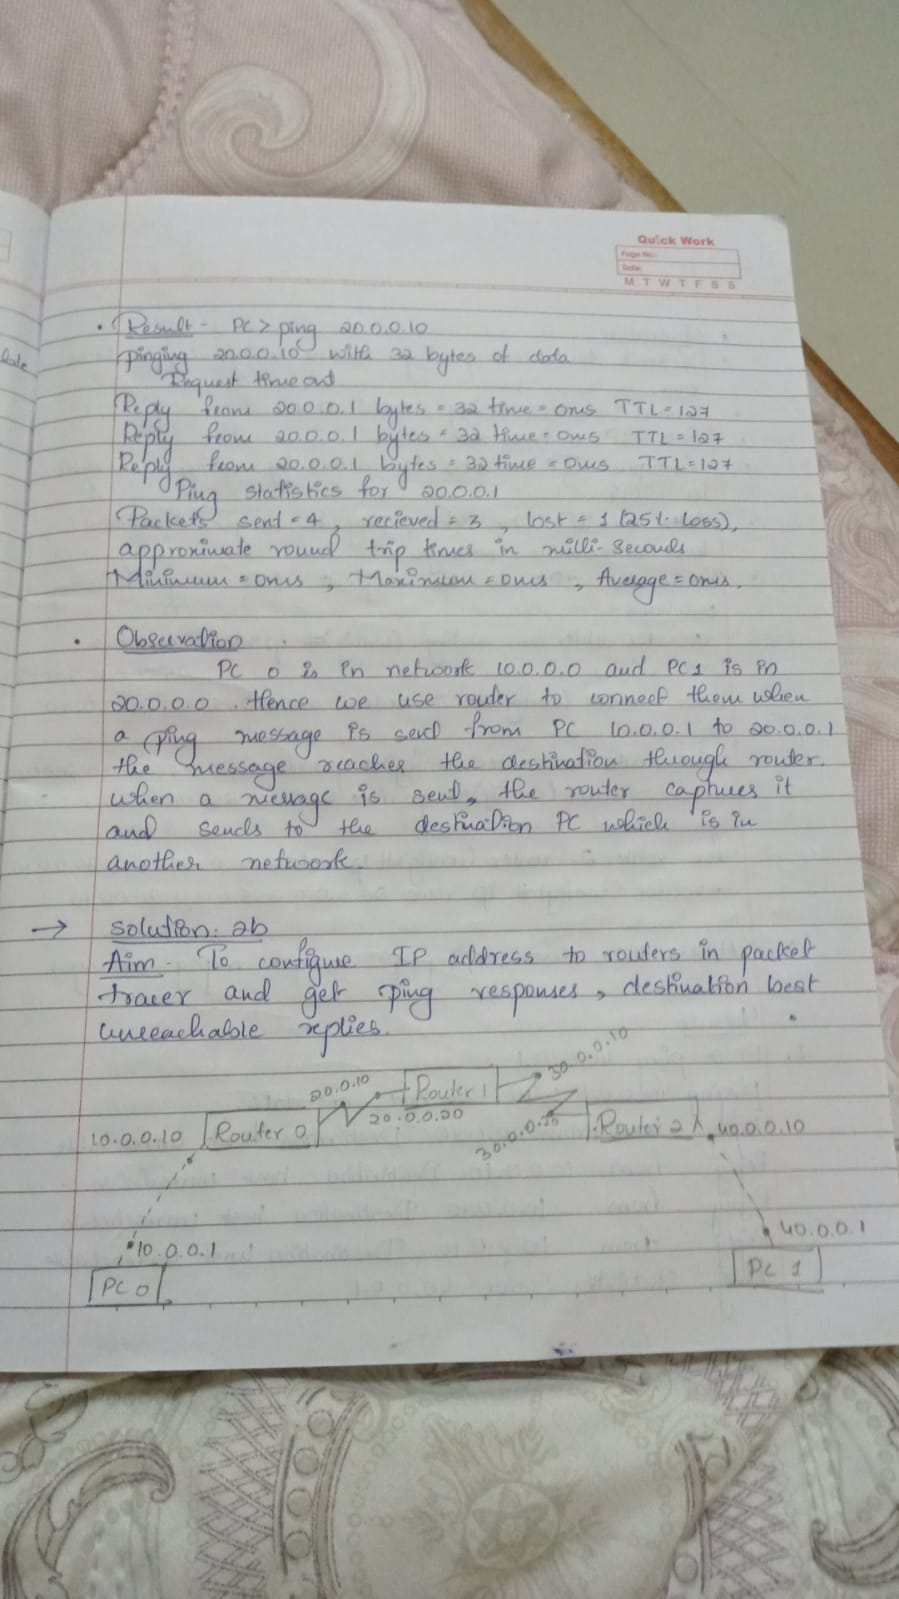 Quick Work
Page No.:
Date:
M T W T F S S
• Result - PC > ping 20.0.0.10
pinging 20.0.0.10 with 32 bytes of data
Request time out
Reply from 20.0.0.1 bytes = 32 time = 0ms TTL = 127
Reply from 20.0.0.1 bytes = 32 time = 0ms TTL = 127
Reply from 20.0.0.1 bytes = 32 time = 0ms TTL = 127
Ping statistics for 20.0.0.1
Packets sent = 4, recieved = 3, lost = 1 (25% loss),
approximate round trip times in milli-seconds
Minimum = 0ms, Maximum = 0ms, Average = 0ms.
• Observation
PC 0 is in network 10.0.0.0 and PC1 is in
20.0.0.0. Hence we use router to connect them when
a ping message is send from PC 10.0.0.1 to 20.0.0.1
the message reaches the destination through router.
when a message is sent, the router captures it
and sends to the destination PC which is in
another network.
→ solution: 2b
Aim - To configure IP address to routers in packet
tracer and get ping responses, destination best
unreachable replies.
30.0.0.10
20.0.10
Router 1
20.0.0.20
10.0.0.10 Router 0
30.0.0.20
Router 2 40.0.0.10
10.0.0.1
40.0.0.1
PC 0
PC 1